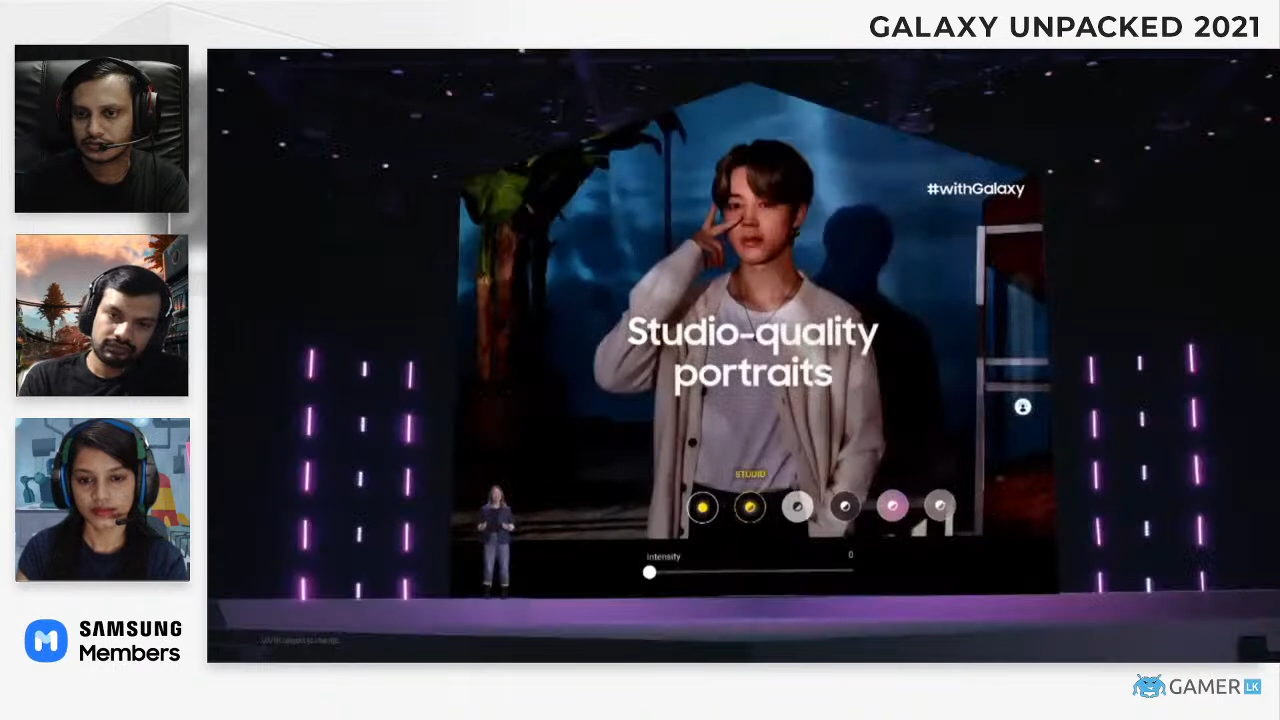 GALAXY UNPACKED 2021
#withGalaxy
Studio-quality
portraits
STUDIO
Intensity
0
SAMSUNG
Members
GAMER LK